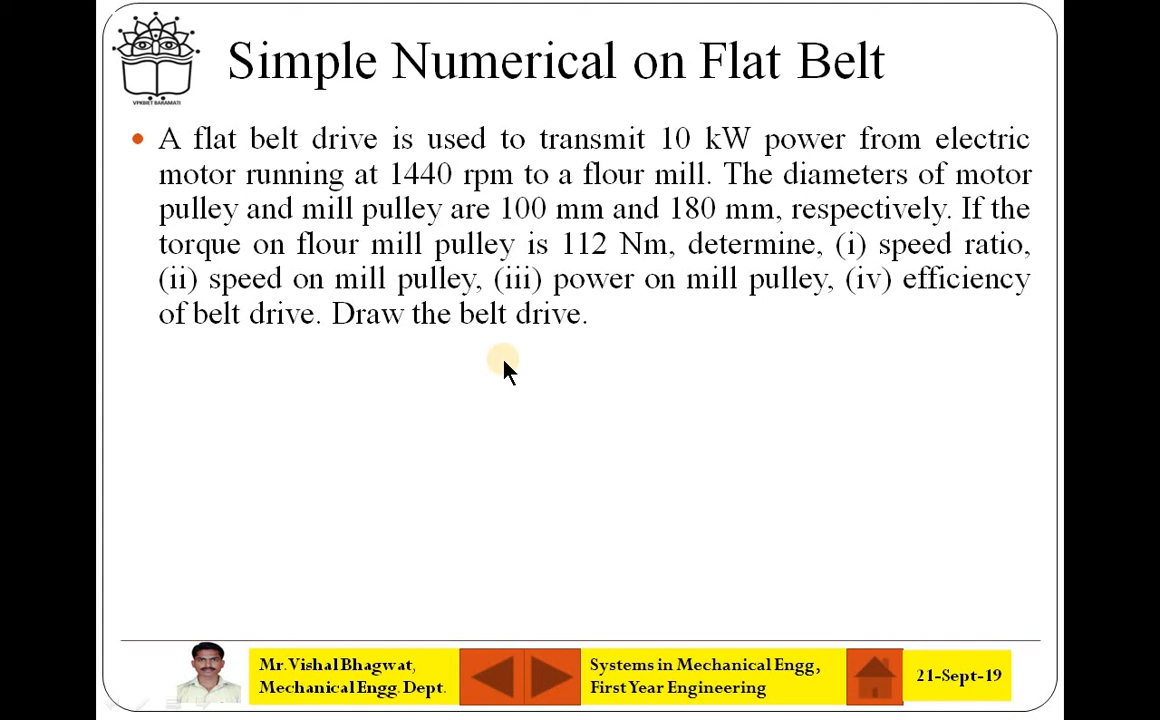 Simple Numerical on Flat Belt
VPKBIET BARAMATI
• A flat belt drive is used to transmit 10 kW power from electric
motor running at 1440 rpm to a flour mill. The diameters of motor
pulley and mill pulley are 100 mm and 180 mm, respectively. If the
torque on flour mill pulley is 112 Nm, determine, (i) speed ratio,
(ii) speed on mill pulley, (iii) power on mill pulley, (iv) efficiency
of belt drive. Draw the belt drive.
Mr. Vishal Bhagwat,
Mechanical Engg. Dept.
Systems in Mechanical Engg,
First Year Engineering
21-Sept-19